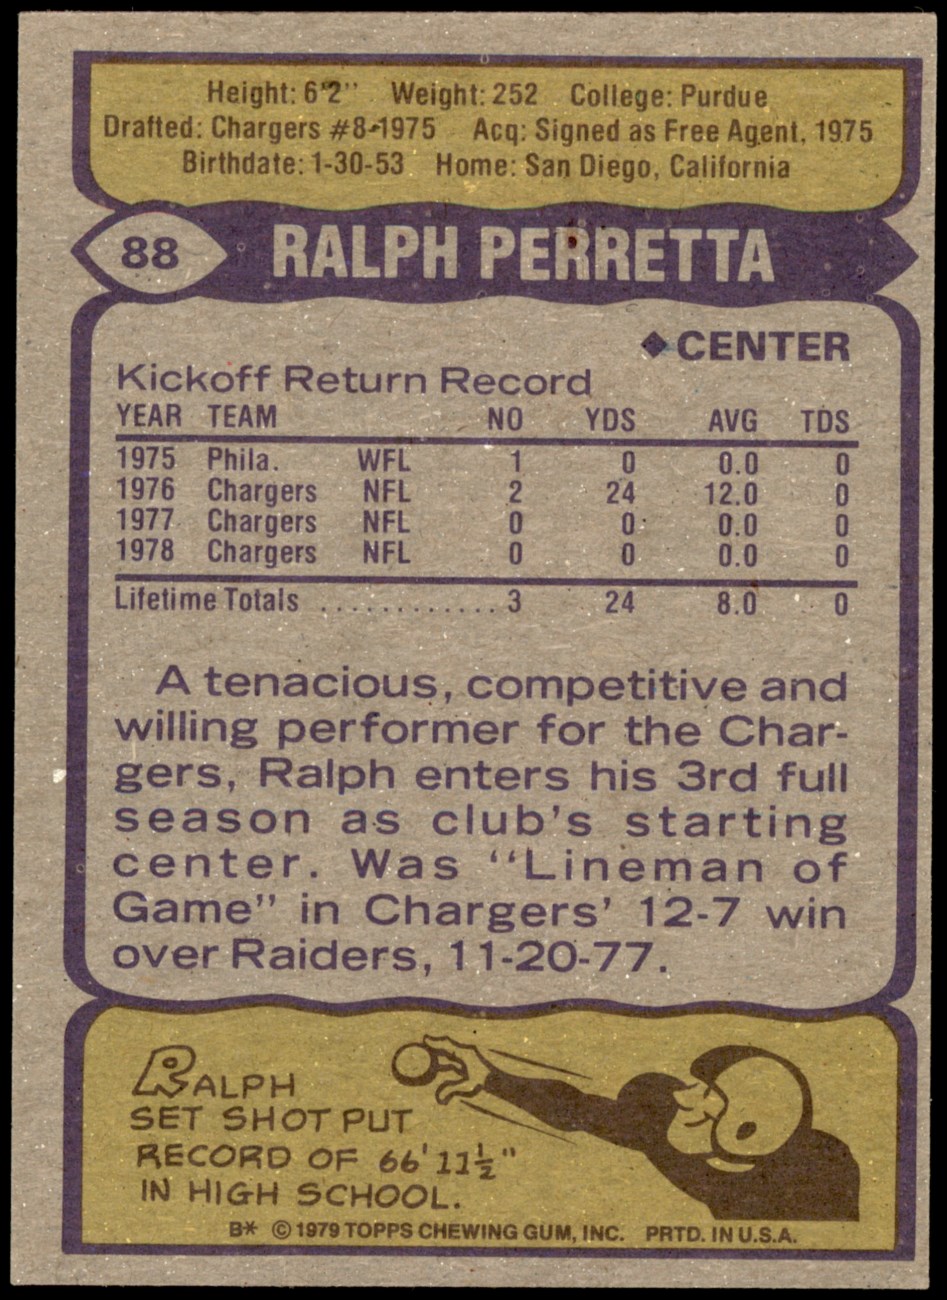 Height: 6'2" Weight: 252 College: Purdue
Drafted: Chargers #8-1975 Acq: Signed as Free Agent, 1975
Birthdate: 1-30-53 Home: San Diego, California
88 RALPH PERRETTA
◆ CENTER
Kickoff Return Record
YEAR TEAM NO YDS AVG TDS
1975 Phila. WFL 1 0 0.0 0
1976 Chargers NFL 2 24 12.0 0
1977 Chargers NFL 0 0 0.0 0
1978 Chargers NFL 0 0 0.0 0
Lifetime Totals ............. 3 24 8.0 0
A tenacious, competitive and
willing performer for the Char-
gers, Ralph enters his 3rd full
season as club's starting
center. Was "Lineman of
Game" in Chargers' 12-7 win
over Raiders, 11-20-77.
RALPH
SET SHOT PUT
RECORD OF 66' 11½"
IN HIGH SCHOOL.
B* © 1979 TOPPS CHEWING GUM, INC. PRTD. IN U.S.A.